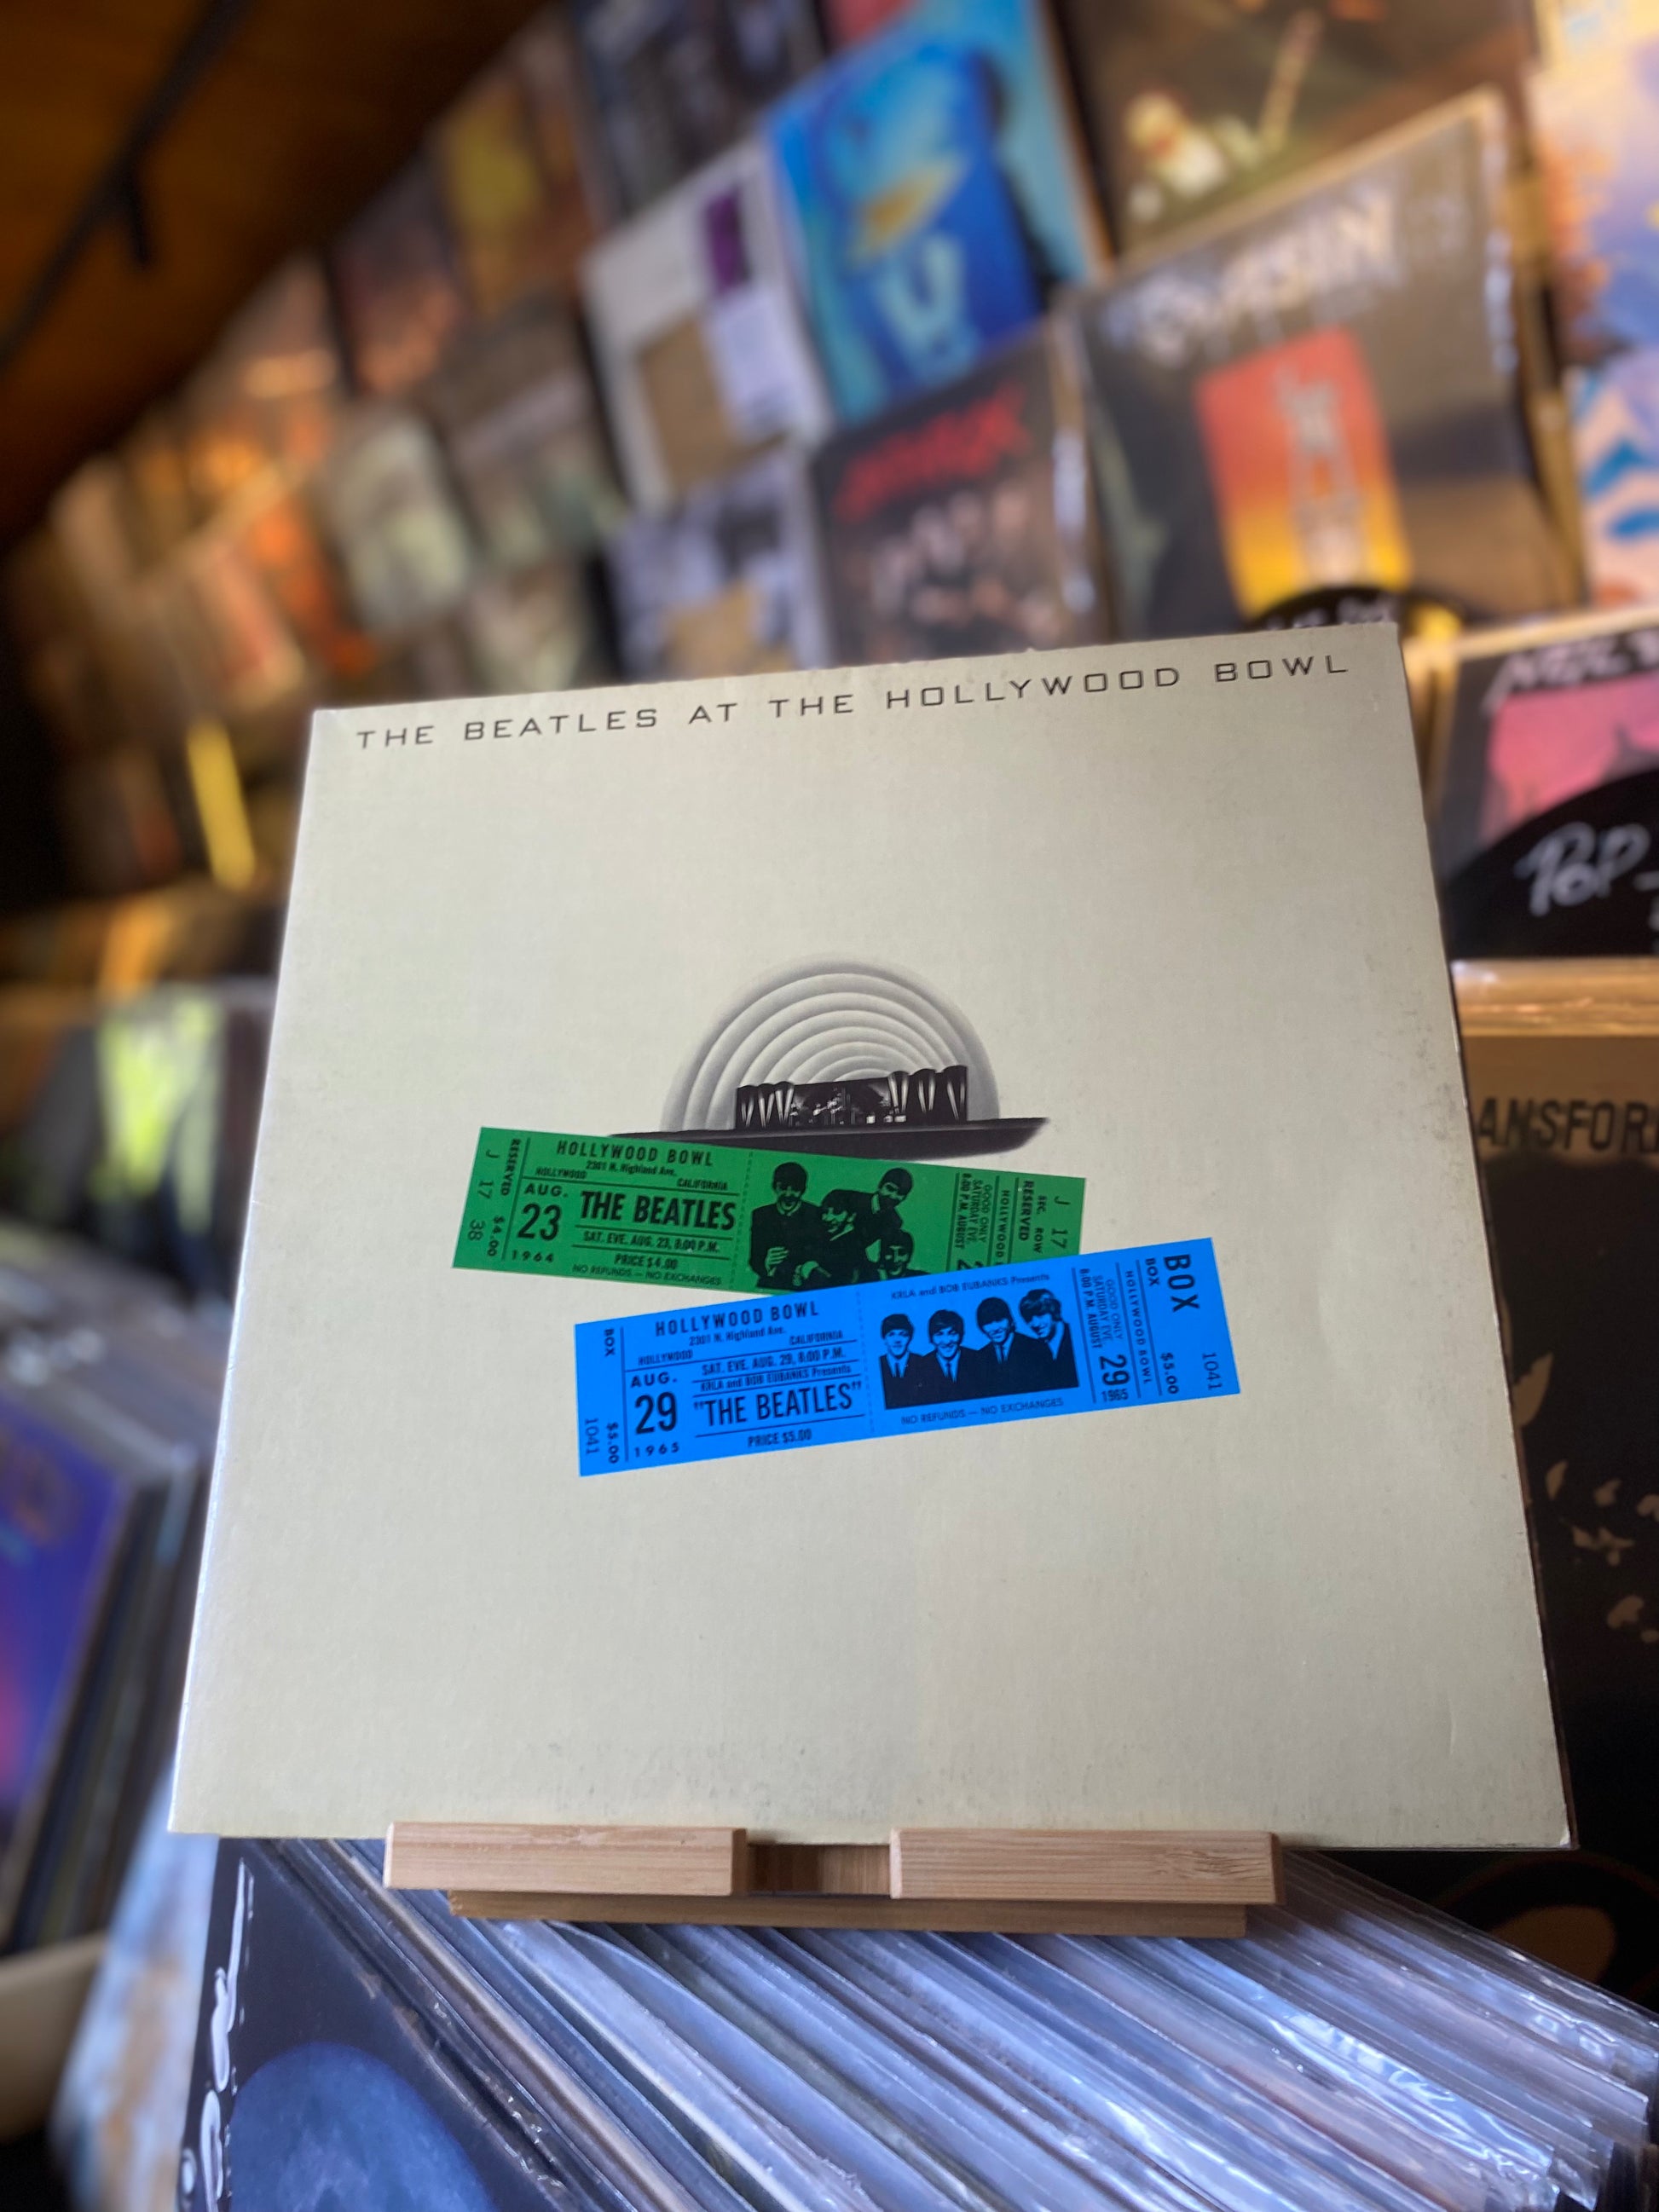 THE BEATLES AT THE HOLLYWOOD BOWL
RESERVED
J 17 38
$4.00
HOLLYWOOD BOWL
2301 N. Highland Ave.
HOLLYWOOD CALIFORNIA
AUG.
23
1964
THE BEATLES
SAT. EVE. AUG. 23, 8:00 P.M.
PRICE $4.00
NO REFUNDS — NO EXCHANGES
8:00 P.M. AUGUST
SATURDAY EVE.
GOOD ONLY
HOLLYWOOD B
RESERVED
SEC. ROW
J 17
BOX
1041
$5.00
HOLLYWOOD BOWL
2301 N. Highland Ave.
HOLLYWOOD CALIFORNIA
AUG.
29
1965
SAT. EVE. AUG. 29, 8:00 P.M.
KRLA and BOB EUBANKS Presents
"THE BEATLES"
PRICE $5.00
KRLA and BOB EUBANKS Presents
NO REFUNDS — NO EXCHANGES
8:00 P.M. AUGUST
SATURDAY EVE.
GOOD ONLY
29
1965
HOLLYWOOD BOWL
BOX
$5.00
BOX
1041
POP
ANSFOR